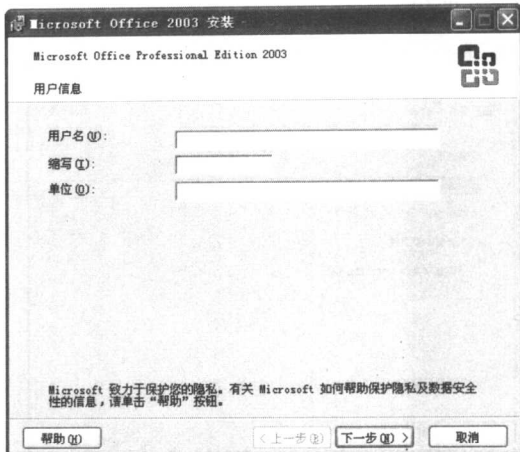 Microsoft Office 2003 安装
Microsoft Office Professional Edition 2003
用户信息
用户名(U):
缩写(I):
单位(O):
Microsoft 致力于保护您的隐私。有关 Microsoft 如何帮助保护隐私及数据安全
性的信息，请单击“帮助”按钮。
帮助(H) < 上一步(B) 下一步(N) > 取消